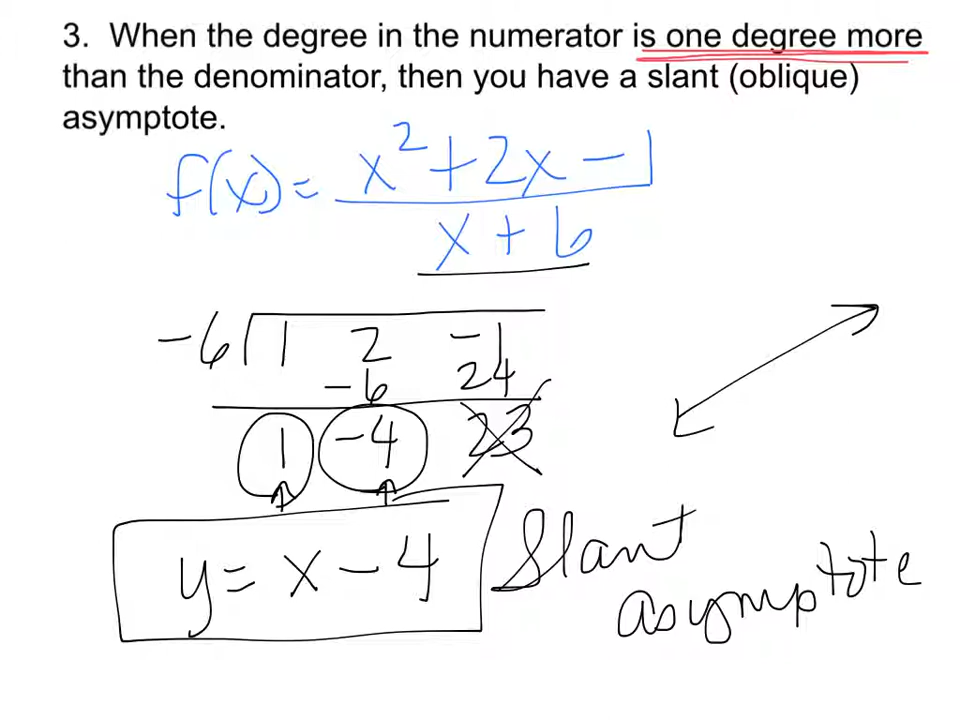 3. When the degree in the numerator is one degree more
than the denominator, then you have a slant (oblique)
asymptote.
f(x) = x²+2x-1
x + 6
-6 1 2 -1
-6 24
1 -4 23
y = x - 4
Slant
asymptote